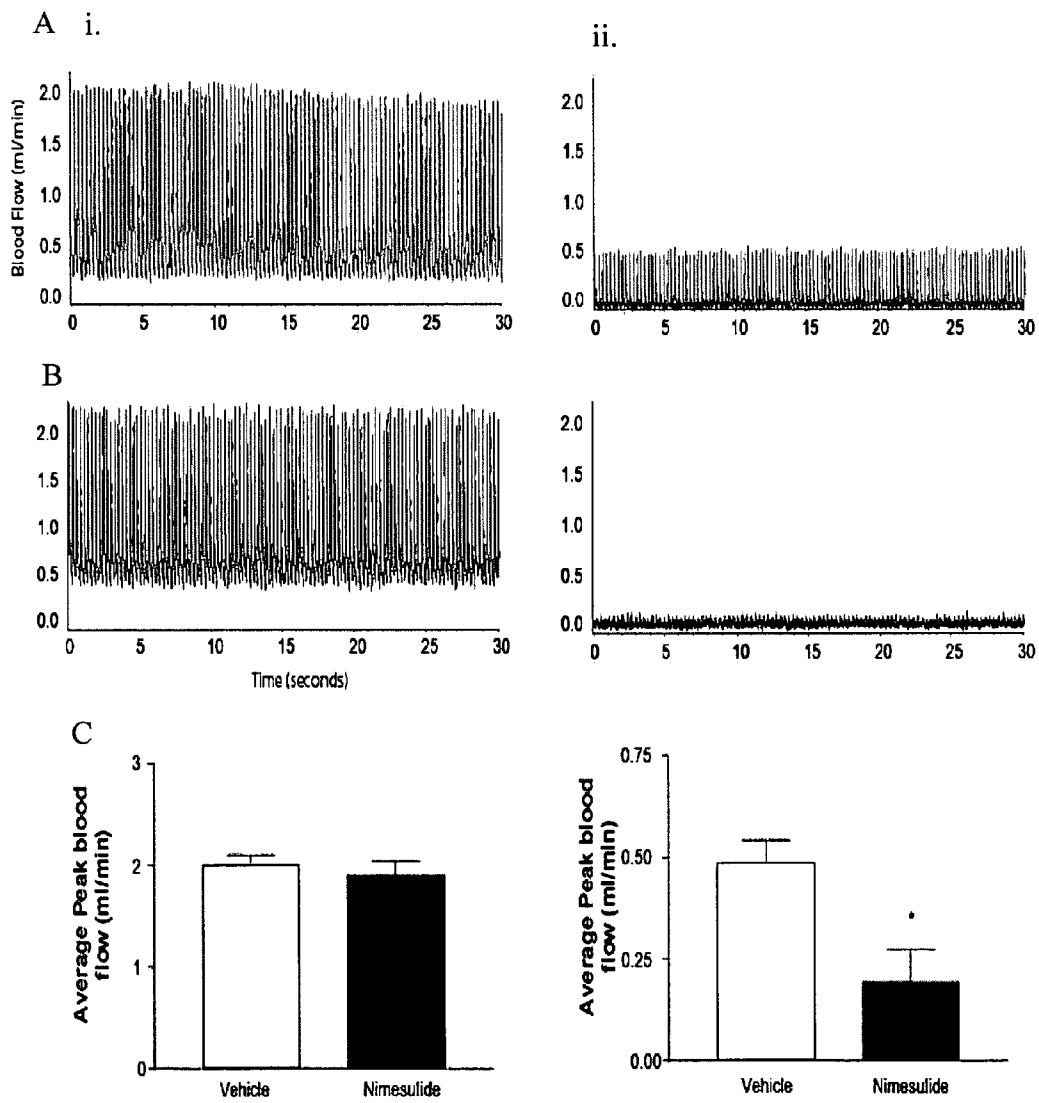 A i. ii.
Blood Flow (ml/min)
2.0
1.5
1.0
0.5
0.0
0 5 10 15 20 25 30
2.0
1.5
1.0
0.5
0.0
0 5 10 15 20 25 30
B
2.0
1.5
1.0
0.5
0.0
0 5 10 15 20 25 30
Time (seconds)
2.0
1.5
1.0
0.5
0.0
0 5 10 15 20 25 30
C
Average Peak blood
flow (ml/min)
3
2
1
0
Vehicle Nimesulide
Average Peak blood
flow (ml/min)
0.75
0.50
0.25
0.00
Vehicle Nimesulide